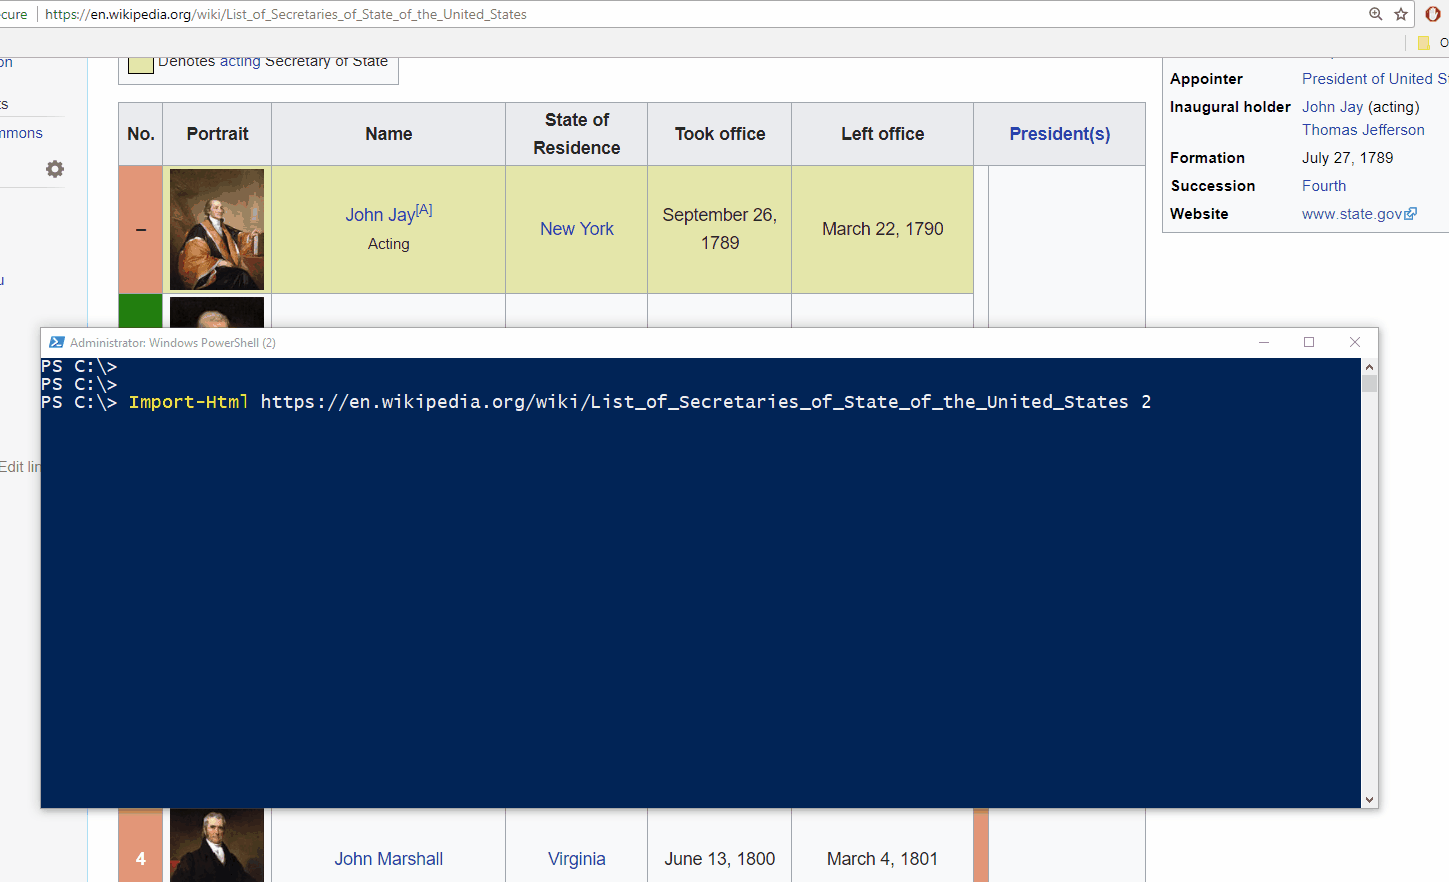 cure
https://en.wikipedia.org/wiki/List_of_Secretaries_of_State_of_the_United_States
O
on
ts
mmons
u
Edit lin
Denotes acting Secretary of State
No. Portrait Name State of Residence Took office Left office President(s)
– John Jay[A] Acting New York September 26, 1789 March 22, 1790
Appointer President of United S
Inaugural holder John Jay (acting)
Thomas Jefferson
Formation July 27, 1789
Succession Fourth
Website www.state.gov
Administrator: Windows PowerShell (2)
PS C:\>
PS C:\>
PS C:\> Import-Html https://en.wikipedia.org/wiki/List_of_Secretaries_of_State_of_the_United_States 2
4 John Marshall Virginia June 13, 1800 March 4, 1801